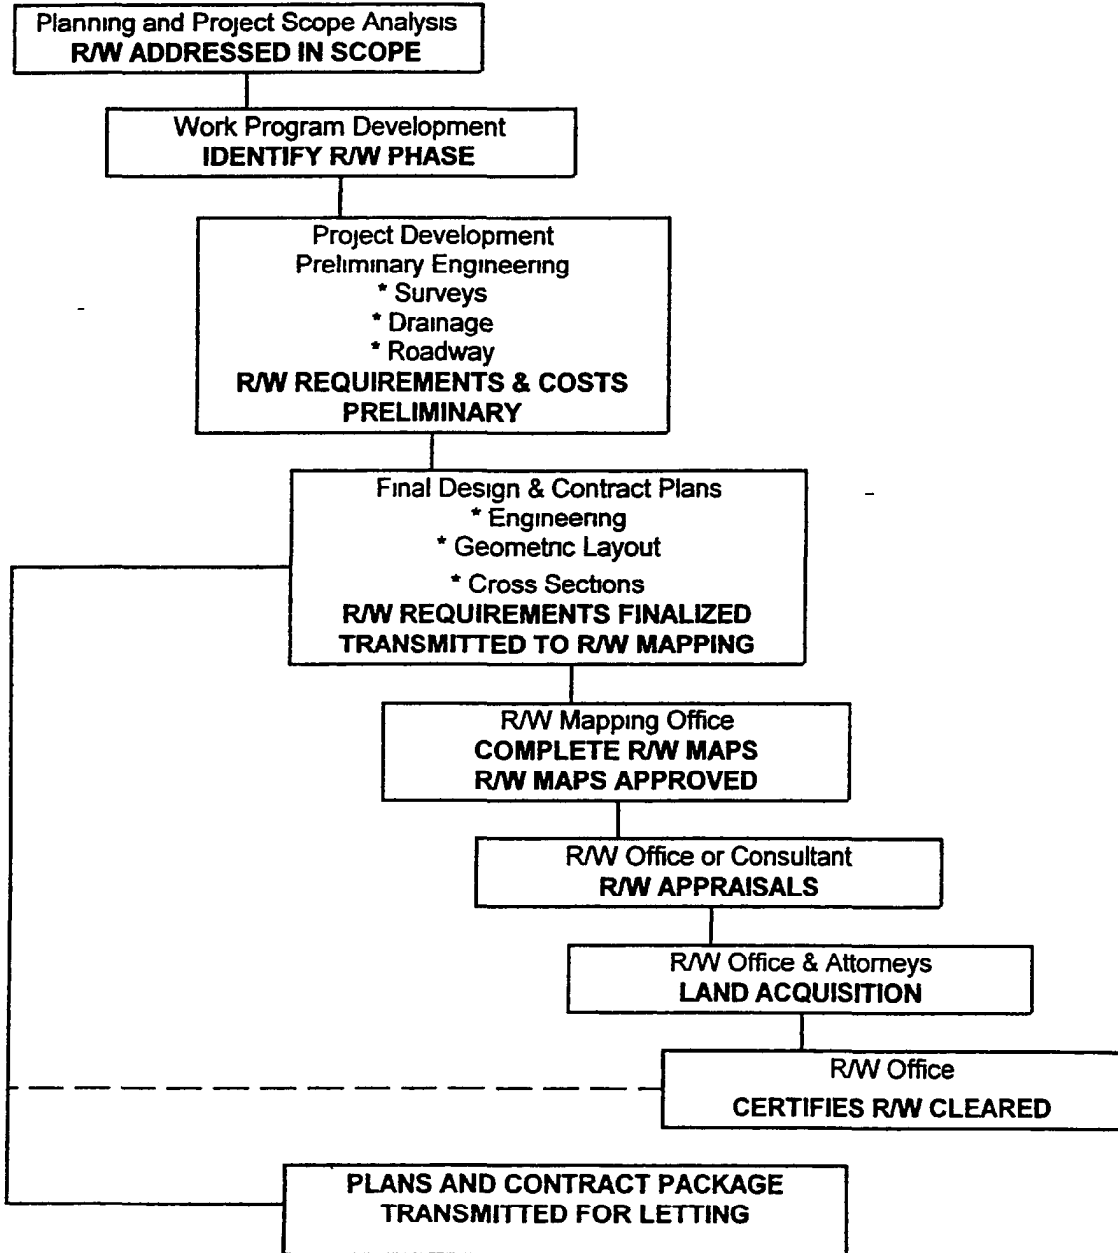 Planning and Project Scope Analysis
R/W ADDRESSED IN SCOPE
Work Program Development
IDENTIFY R/W PHASE
Project Development
Preliminary Engineering
* Surveys
* Drainage
* Roadway
R/W REQUIREMENTS & COSTS
PRELIMINARY
Final Design & Contract Plans
* Engineering
* Geometric Layout
* Cross Sections
R/W REQUIREMENTS FINALIZED
TRANSMITTED TO R/W MAPPING
R/W Mapping Office
COMPLETE R/W MAPS
R/W MAPS APPROVED
R/W Office or Consultant
R/W APPRAISALS
R/W Office & Attorneys
LAND ACQUISITION
R/W Office
CERTIFIES R/W CLEARED
PLANS AND CONTRACT PACKAGE
TRANSMITTED FOR LETTING